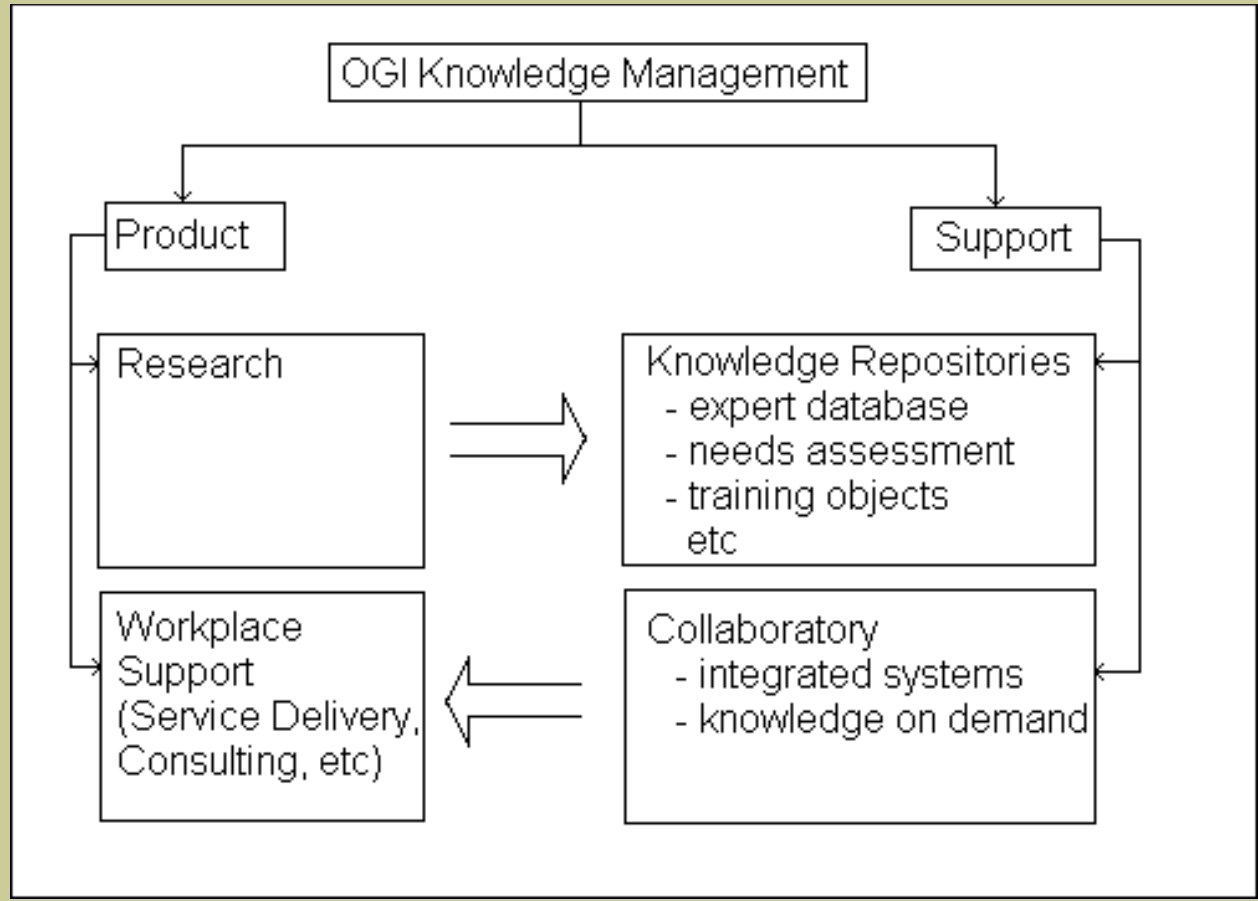 OGI Knowledge Management
Product
Support
Research
Knowledge Repositories
- expert database
- needs assessment
- training objects
etc
Workplace
Support
(Service Delivery,
Consulting, etc)
Collaboratory
- integrated systems
- knowledge on demand